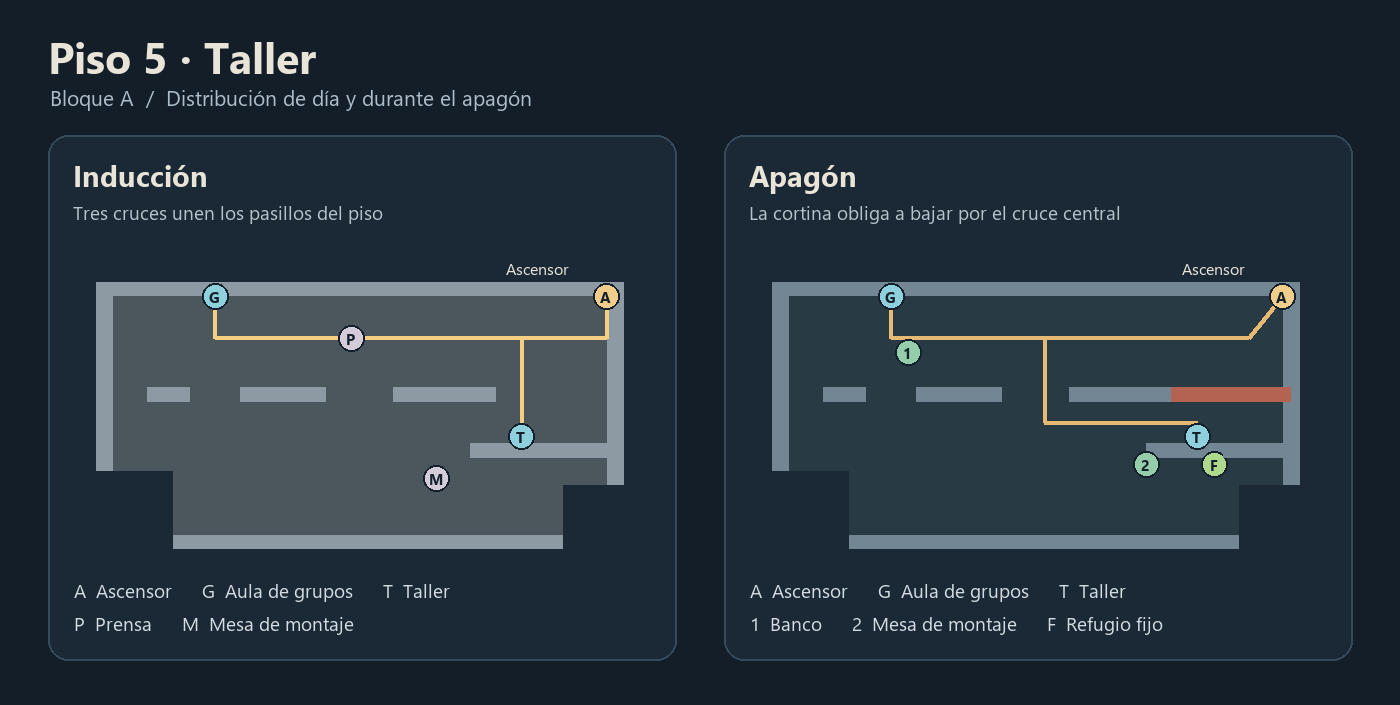 Piso 5 · Taller
Bloque A / Distribución de día y durante el apagón
Inducción
Tres cruces unen los pasillos del piso
Ascensor
G
A
P
T
M
A Ascensor G Aula de grupos T Taller
P Prensa M Mesa de montaje
Apagón
La cortina obliga a bajar por el cruce central
Ascensor
G
A
1
T
2
F
A Ascensor G Aula de grupos T Taller
1 Banco 2 Mesa de montaje F Refugio fijo